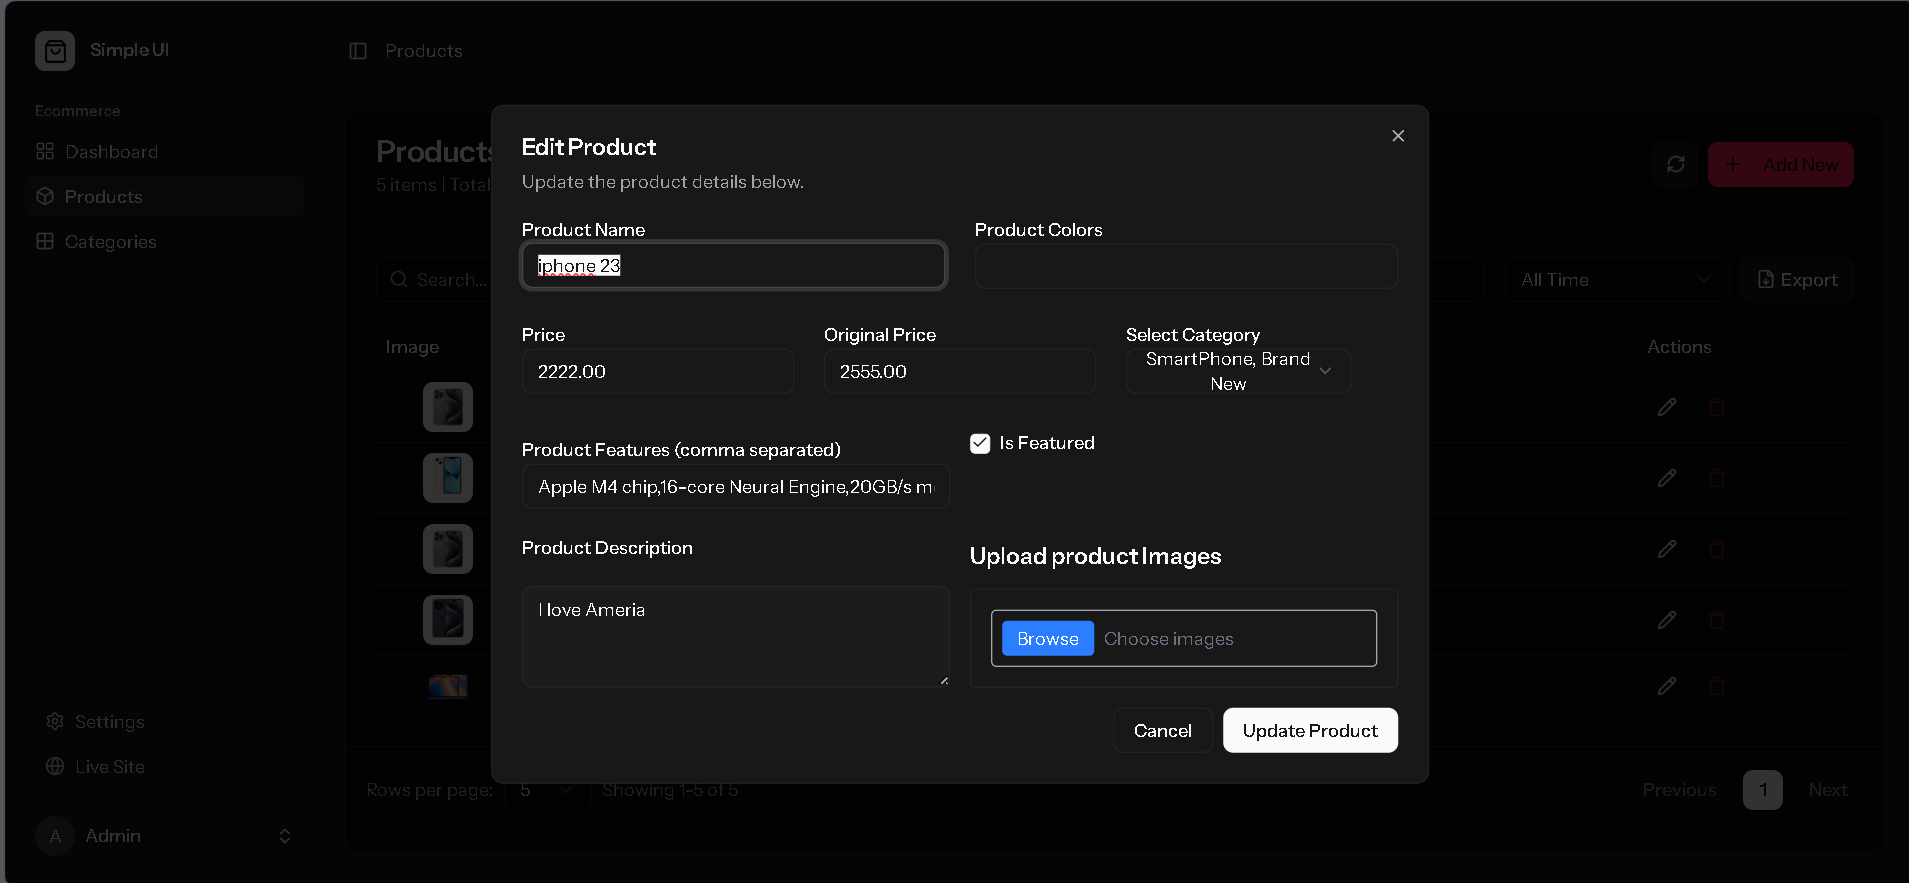 Simple UI
Products
Ecommerce
Dashboard
Products
Categories
Products
5 items | Total
Add New
Search...
All Time
Export
Image
Actions
Edit Product
Update the product details below.
Product Name
iphone 23
Product Colors
Price
2222.00
Original Price
2555.00
Select Category
SmartPhone, Brand
New
Product Features (comma separated)
Apple M4 chip,16-core Neural Engine,20GB/s m
Is Featured
Product Description
I love Ameria
Upload product Images
Browse
Choose images
Cancel
Update Product
Settings
Live Site
Rows per page:
5
Showing 1-5 of 5
Previous
1
Next
A
Admin